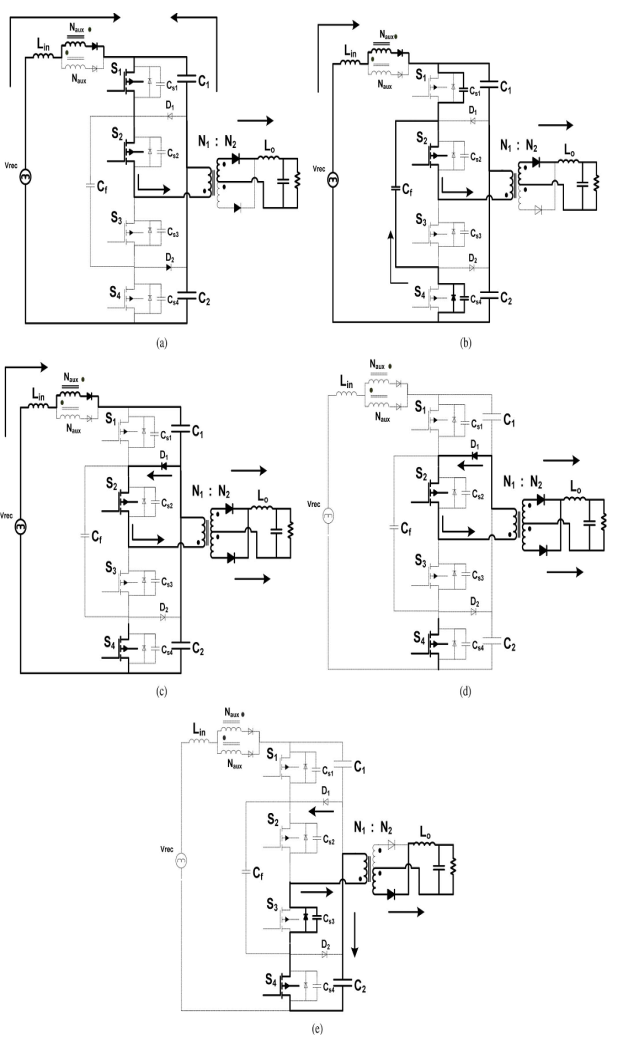 Naux
Lin
Naux
S1
Cs1
C1
D1
S2
Cs2
N1 : N2
Lo
Vrec
Cf
S3
Cs3
D2
S4
Cs4
C2
(a)
Naux
Lin
Naux
S1
Cs1
C1
D1
S2
Cs2
N1 : N2
Lo
Vrec
Cf
S3
Cs3
D2
S4
Cs4
C2
(b)
Naux
Lin
Naux
S1
Cs1
C1
D1
S2
Cs2
N1 : N2
Lo
Vrec
Cf
S3
Cs3
D2
S4
Cs4
C2
(c)
Naux
Lin
Naux
S1
Cs1
C1
D1
S2
Cs2
N1 : N2
Lo
Vrec
Cf
S3
Cs3
D2
S4
Cs4
C2
(d)
Naux
Lin
Naux
S1
Cs1
C1
D1
S2
Cs2
N1 : N2
Lo
Vrec
Cf
S3
Cs3
D2
S4
Cs4
C2
(e)